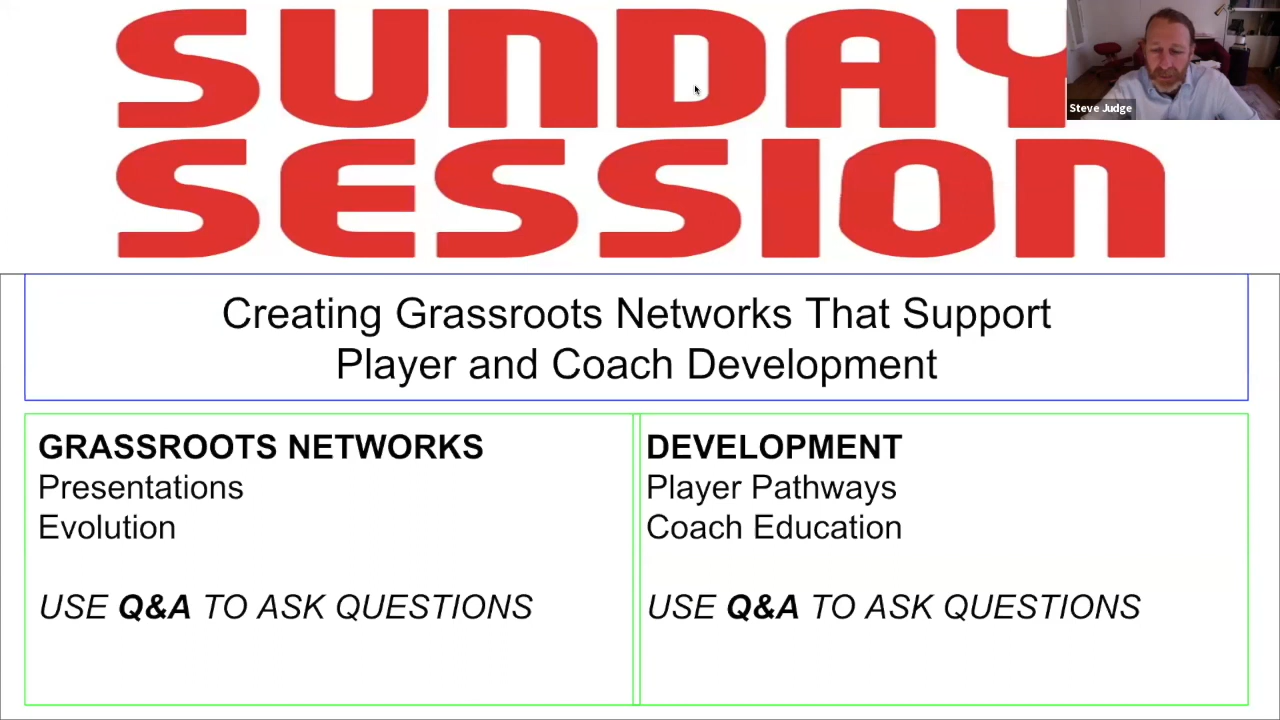 SUNDAY
SESSION
Steve Judge
Creating Grassroots Networks That Support
Player and Coach Development
GRASSROOTS NETWORKS
Presentations
Evolution
USE Q&A TO ASK QUESTIONS
DEVELOPMENT
Player Pathways
Coach Education
USE Q&A TO ASK QUESTIONS